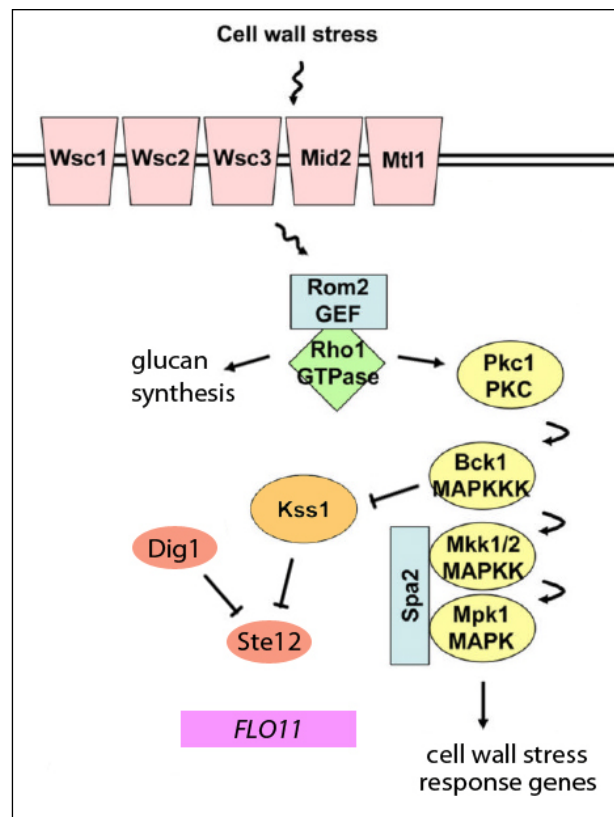 Cell wall stress
Wsc1
Wsc2
Wsc3
Mid2
Mtl1
Rom2
GEF
Rho1
GTPase
glucan
synthesis
Pkc1
PKC
Bck1
MAPKKK
Kss1
Dig1
Mkk1/2
MAPKK
Spa2
Mpk1
MAPK
Ste12
FLO11
cell wall stress
response genes